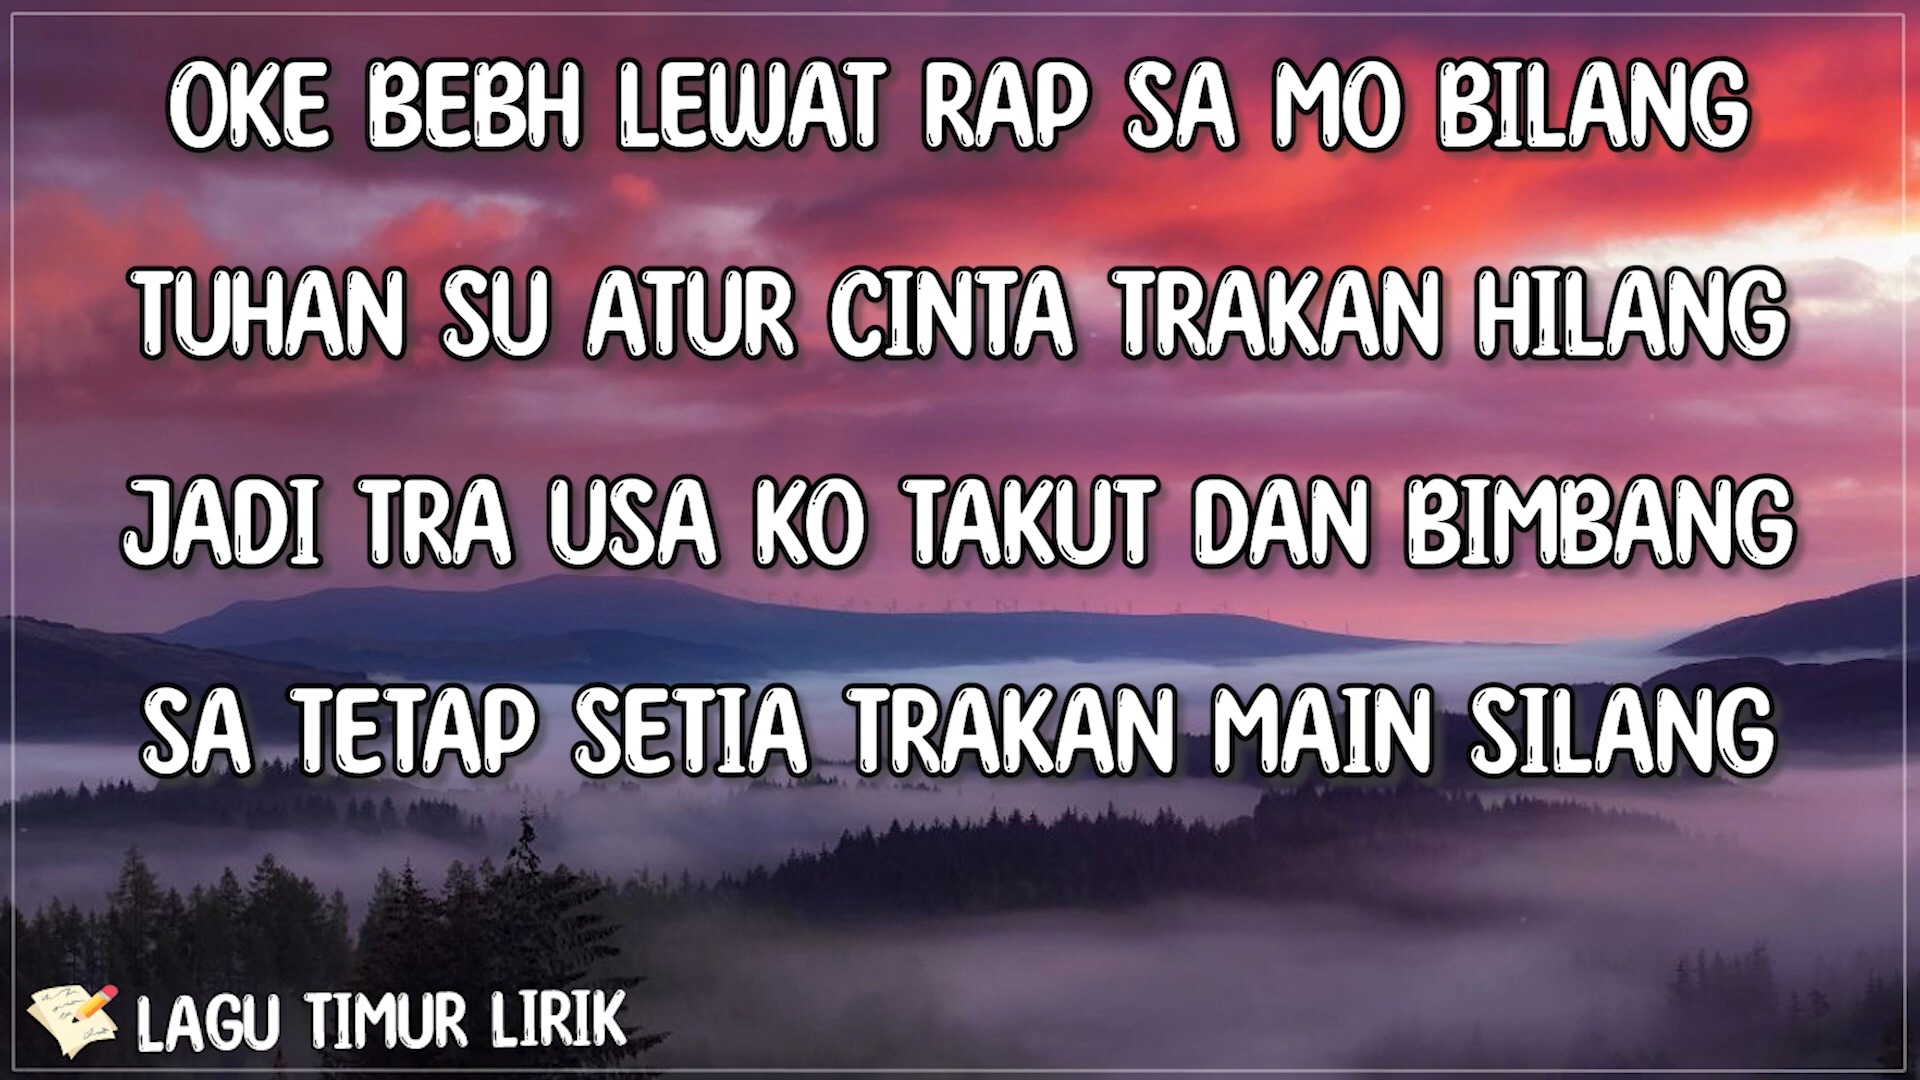 OKE BEBH LEWAT RAP SA MO BILANG
TUHAN SU ATUR CINTA TRAKAN HILANG
JADI TRA USA KO TAKUT DAN BIMBANG
SA TETAP SETIA TRAKAN MAIN SILANG
LAGU TIMUR LIRIK